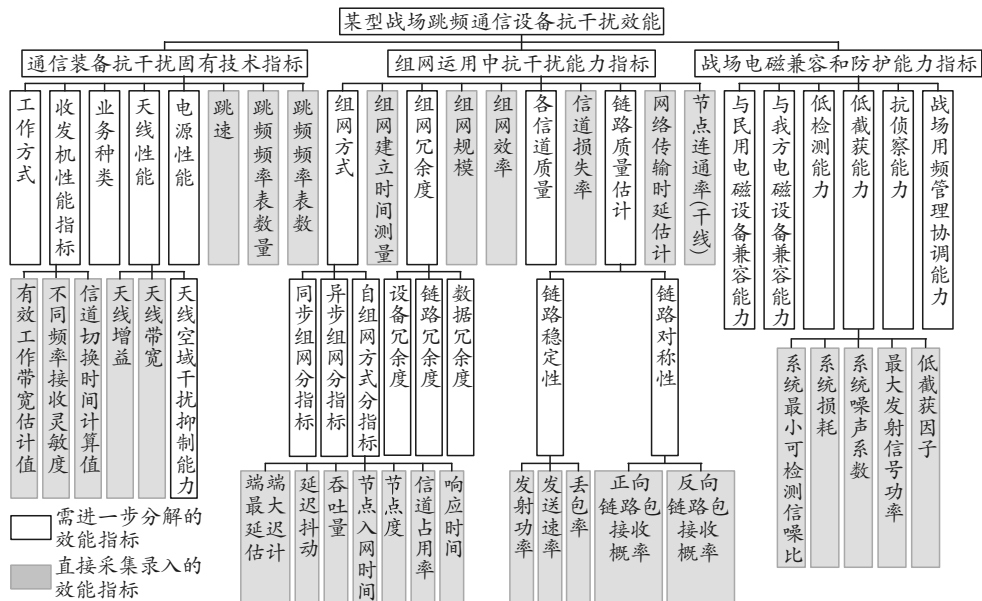 某型战场跳频通信设备抗干扰效能
通信装备抗干扰固有技术指标
组网运用中抗干扰能力指标
战场电磁兼容和防护能力指标
工作方式
收发机性能指标
业务种类
天线性能
电源性能
跳速
跳频频率表数量
跳频频率表数
组网方式
组网建立时间测量
组网冗余度
组网规模
组网效率
各信道质量
信道损失率
链路质量估计
网络传输时延估计
节点连通率(干线)
与民用电磁设备兼容能力
与我方电磁设备兼容能力
低检测能力
低截获能力
抗侦察能力
战场用频管理协调能力
有效工作带宽估计值
不同频率接收灵敏度
信道切换时间计算值
天线增益
天线带宽
天线空域干扰抑制能力
同步组网分指标
异步组网分指标
自组网方式分指标
设备冗余度
链路冗余度
数据冗余度
链路稳定性
链路对称性
系统最小可检测信噪比
系统损耗
系统噪声系数
最大发射信号功率
低截获因子
端端
最大
延迟
估计
延迟抖动
吞吐量
节点入网时间
节点度
信道占用率
响应时间
发射功率
发送速率
丢包率
正向
链路包
接收
概率
反向
链路包
接收
概率
需进一步分解的
效能指标
直接采集录入的
效能指标